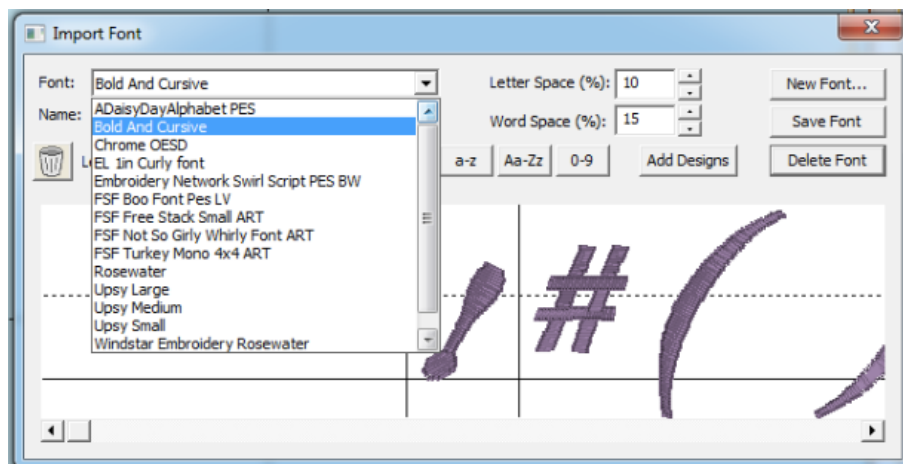 Import Font
Font: Bold And Cursive Letter Space (%): 10 New Font...
Name: Word Space (%): 15 Save Font
ADaisyDayAlphabet PES
Bold And Cursive
Chrome OESD
EL 1in Curly font
Embroidery Network Swirl Script PES BW
FSF Boo Font Pes LV
FSF Free Stack Small ART
FSF Not So Girly Whirly Font ART
FSF Turkey Mono 4x4 ART
Rosewater
Upsy Large
Upsy Medium
Upsy Small
Windstar Embroidery Rosewater
a-z Aa-Zz 0-9 Add Designs Delete Font
! # ( )